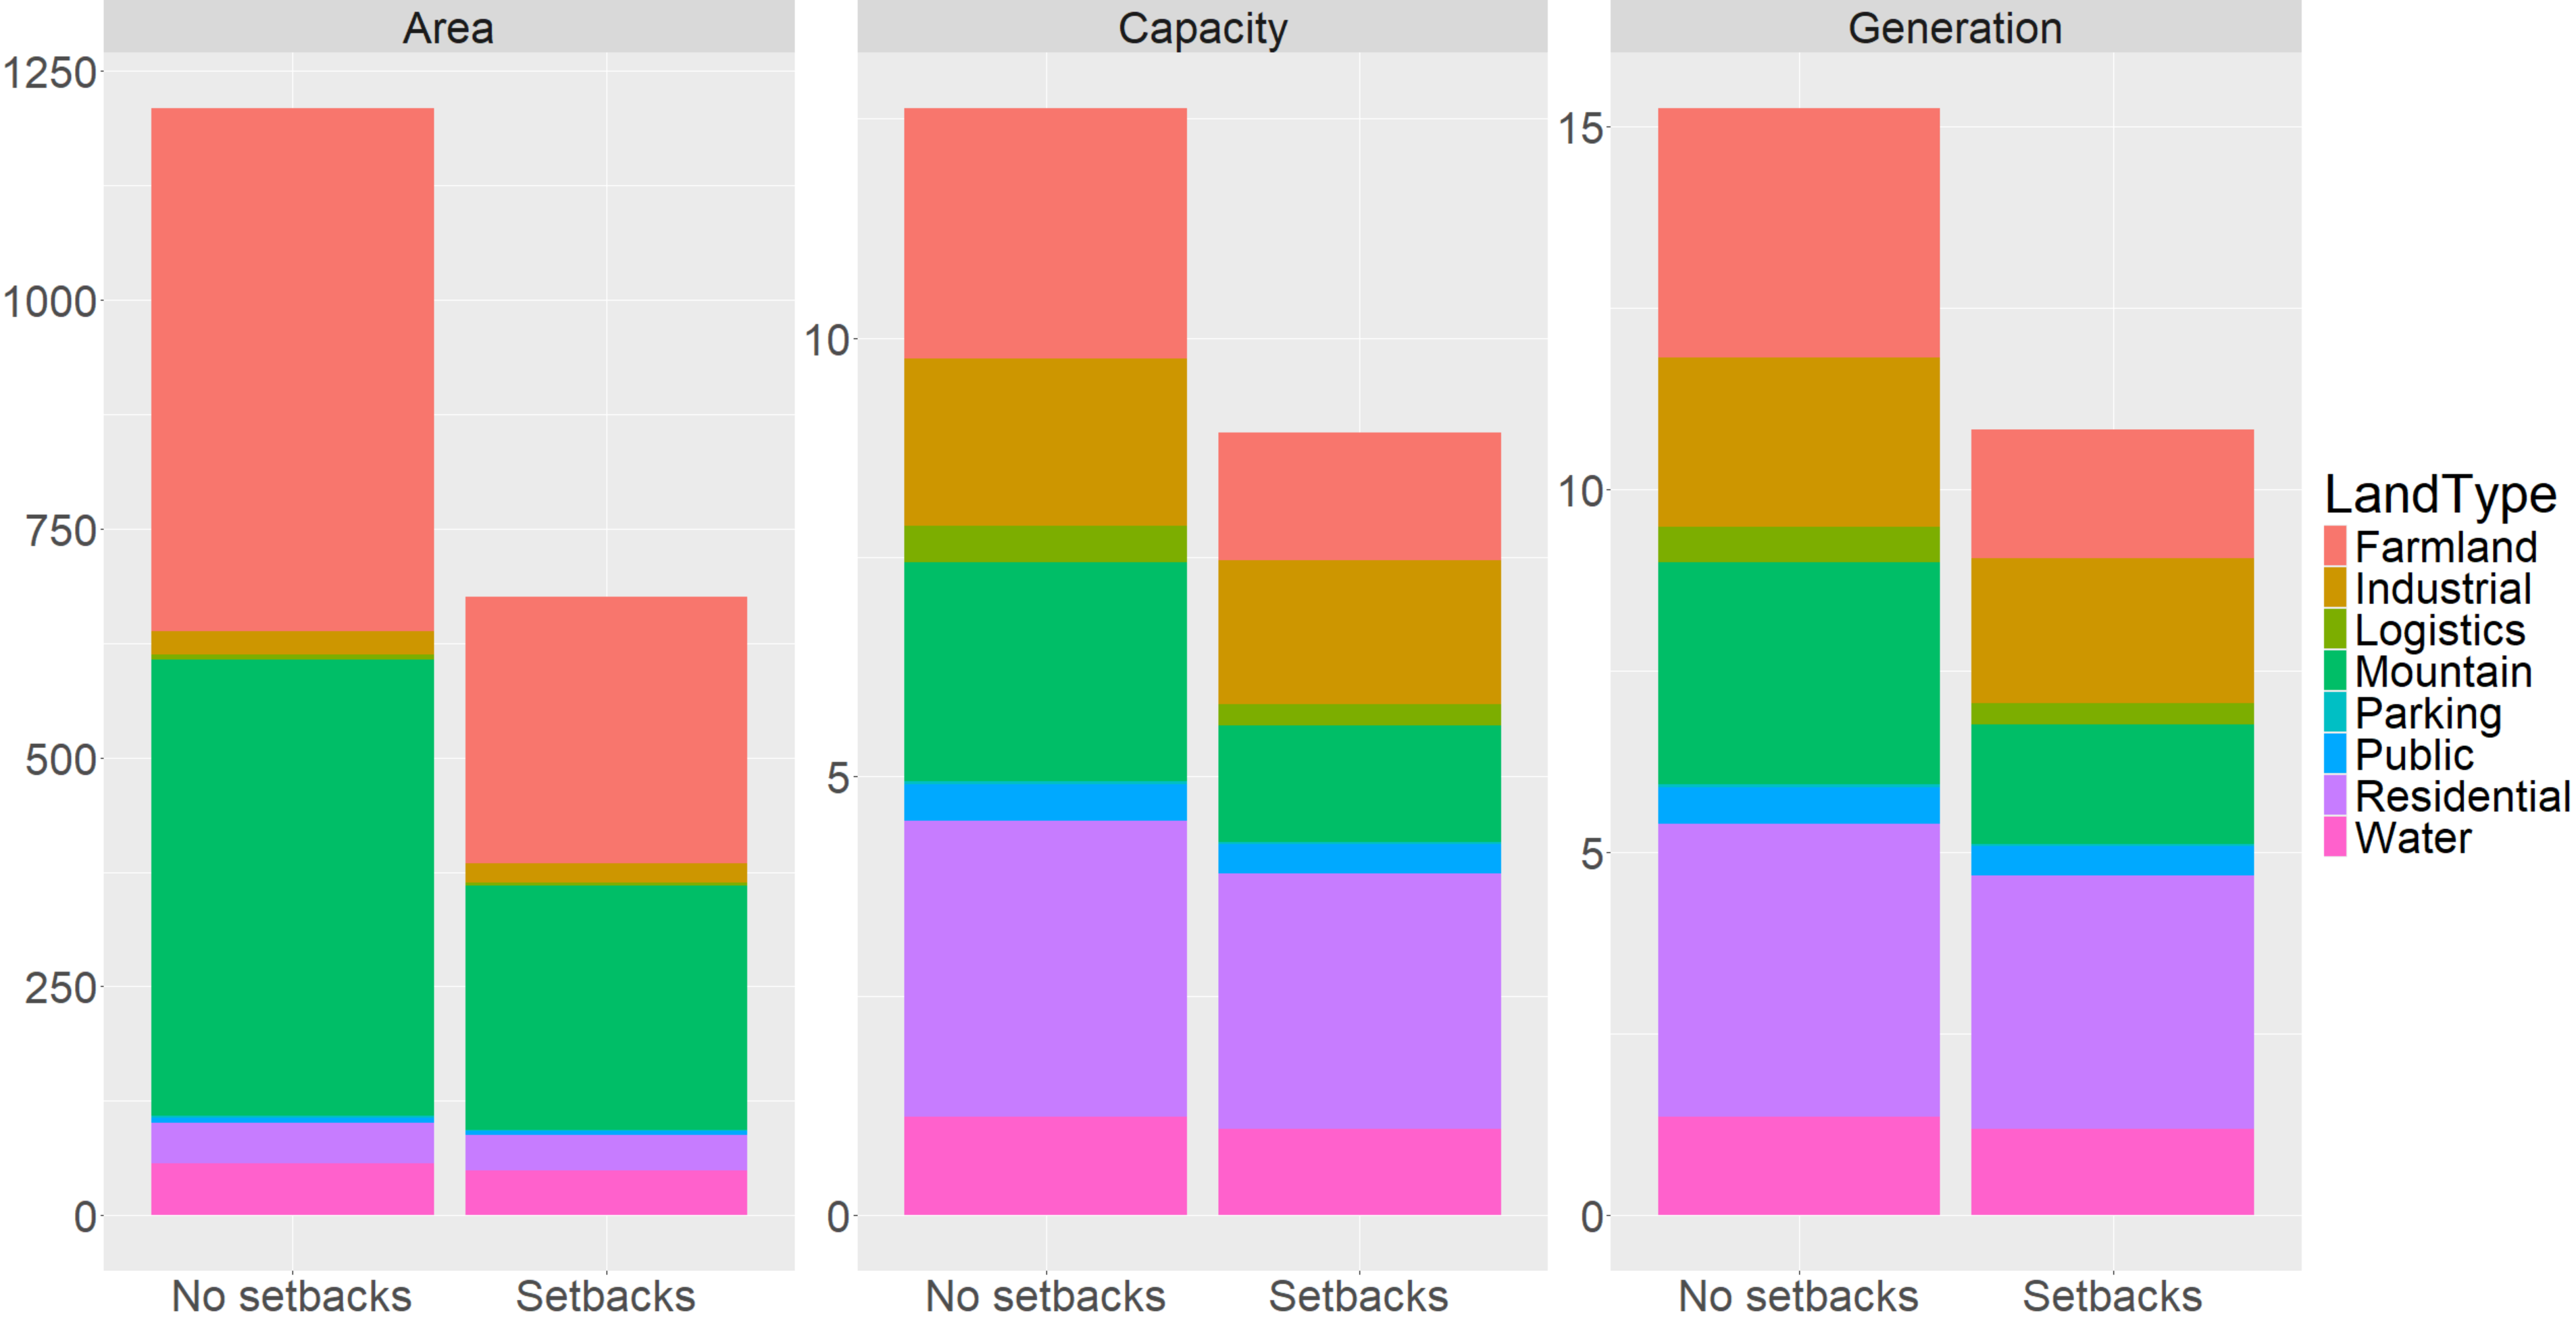 Area
Capacity
Generation
1250
1000
750
500
250
0
10
5
0
15
10
5
0
No setbacks
Setbacks
No setbacks
Setbacks
No setbacks
Setbacks
LandType
Farmland
Industrial
Logistics
Mountain
Parking
Public
Residential
Water